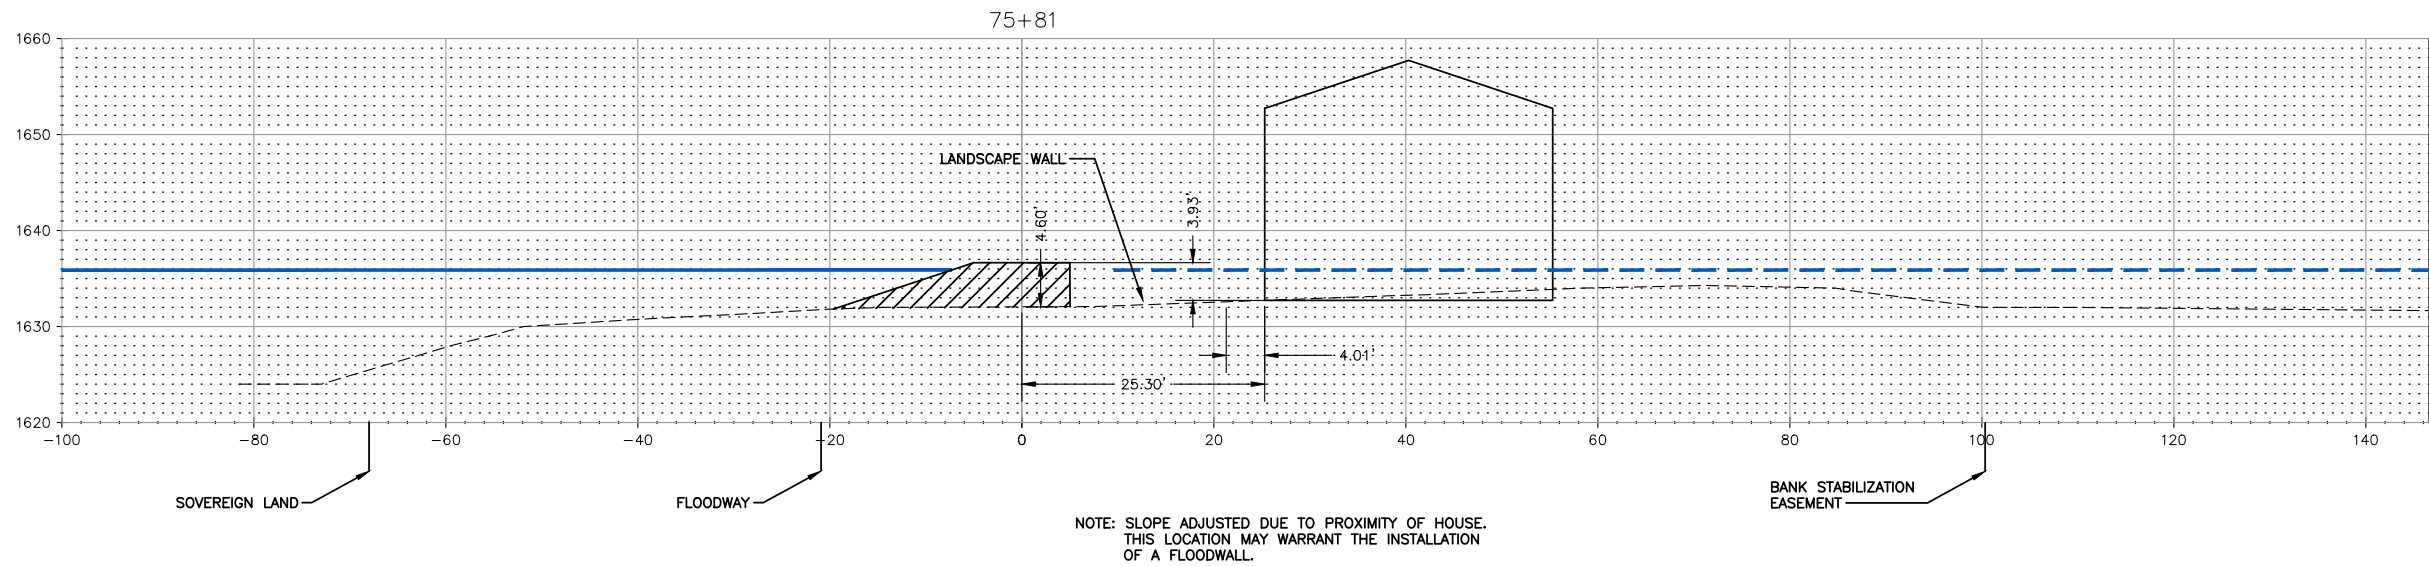 75+81
1660
1650
LANDSCAPE WALL
3.93'
4.60'
1640
1630
4.01'
25.30'
1620
-100 -80 -60 -40 -20 0 20 40 60 80 100 120 140
SOVEREIGN LAND
FLOODWAY
BANK STABILIZATION
EASEMENT
NOTE: SLOPE ADJUSTED DUE TO PROXIMITY OF HOUSE.
THIS LOCATION MAY WARRANT THE INSTALLATION
OF A FLOODWALL.